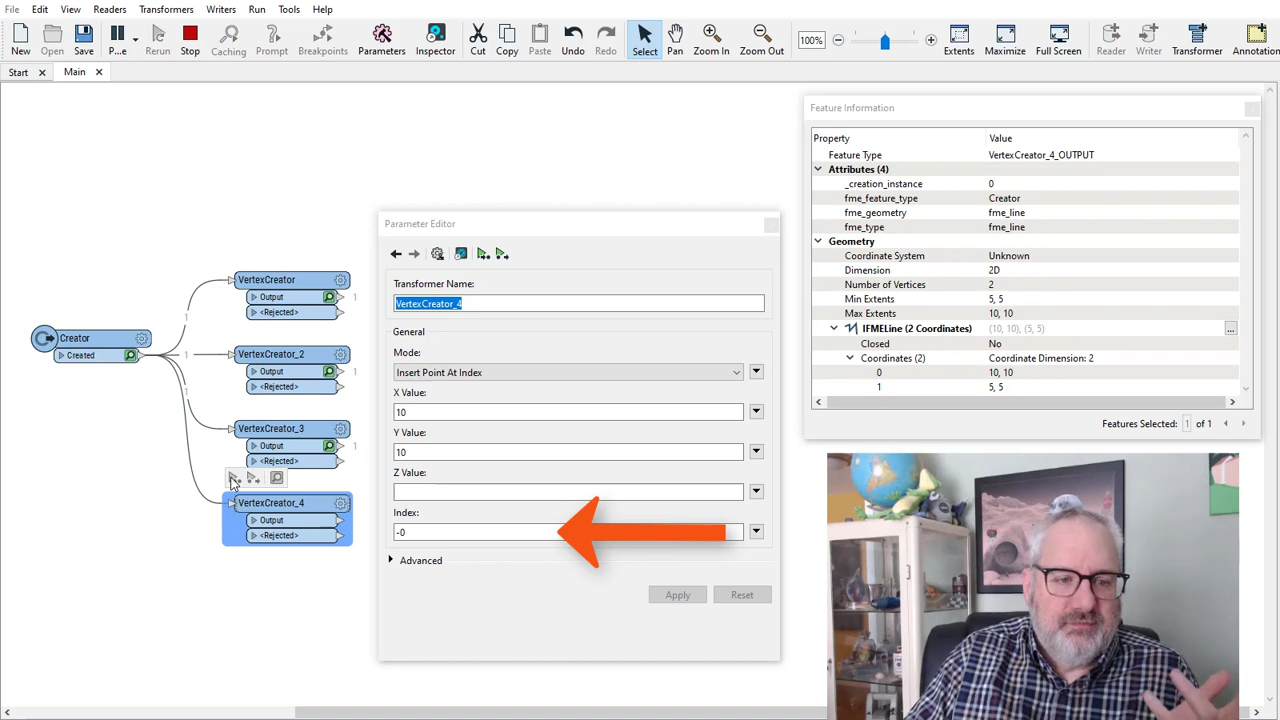 File Edit View Readers Transformers Writers Run Tools Help
New Open Save P...e Rerun Stop Caching Prompt Breakpoints Parameters Inspector Cut Copy Paste Undo Redo Select Pan Zoom In Zoom Out 100% Extents Maximize Full Screen Reader Writer Transformer Annotation
Start Main
Feature Information
Property Value
Feature Type VertexCreator_4_OUTPUT
Attributes (4)
_creation_instance 0
fme_feature_type Creator
fme_geometry fme_line
fme_type fme_line
Geometry
Coordinate System Unknown
Dimension 2D
Number of Vertices 2
Min Extents 5, 5
Max Extents 10, 10
IFMELine (2 Coordinates) (10, 10), (5, 5) ...
Closed No
Coordinates (2) Coordinate Dimension: 2
0 10, 10
1 5, 5
Features Selected: 1 of 1
Parameter Editor
Transformer Name:
VertexCreator_4
General
Mode:
Insert Point At Index
X Value:
10
Y Value:
10
Z Value:
Index:
-0
Advanced
Apply Reset
Creator
Created
1
1
1
VertexCreator
Output 1
<Rejected>
VertexCreator_2
Output 1
<Rejected>
VertexCreator_3
Output 1
<Rejected>
VertexCreator_4
Output
<Rejected>